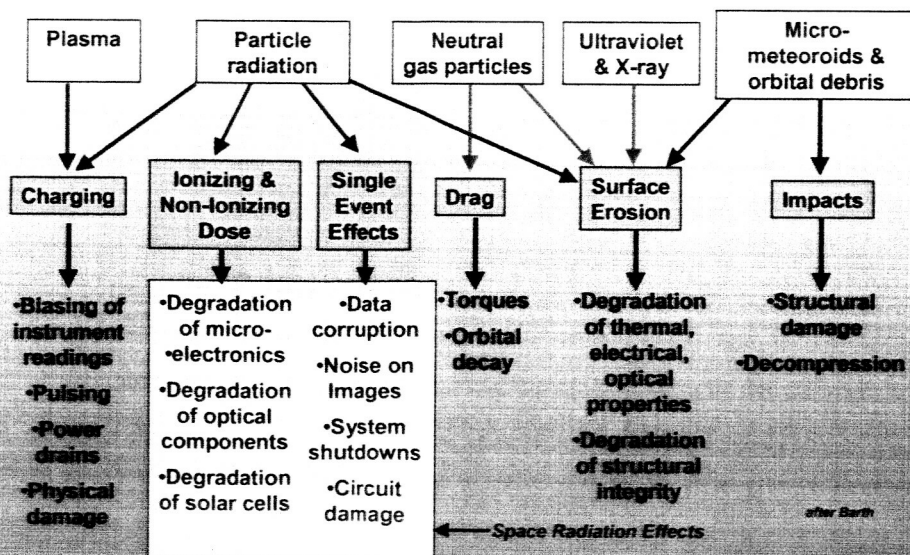 Plasma
Particle
radiation
Neutral
gas particles
Ultraviolet
& X-ray
Micro-
meteoroids &
orbital debris
Charging
Ionizing &
Non-Ionizing
Dose
Single
Event
Effects
Drag
Surface
Erosion
Impacts
•Biasing of
instrument
readings
•Pulsing
•Power
drains
•Physical
damage
•Degradation
of micro-
•electronics
•Degradation
of optical
components
•Degradation
of solar cells
•Data
corruption
•Noise on
Images
•System
shutdowns
•Circuit
damage
•Torques
•Orbital
decay
•Degradation
of thermal,
electrical,
optical
properties
•Degradation
of structural
integrity
•Structural
damage
•Decompression
Space Radiation Effects
after Barth